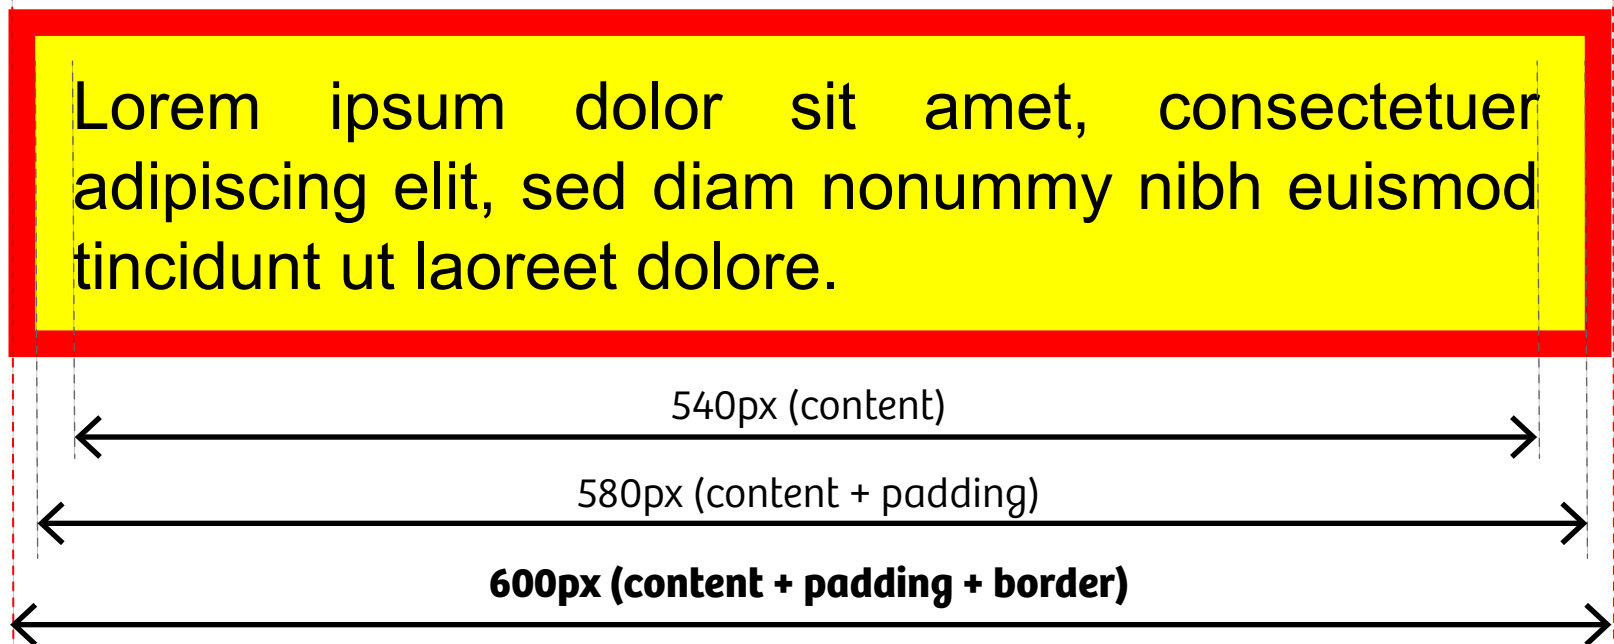 Lorem ipsum dolor sit amet, consectetuer
adipiscing elit, sed diam nonummy nibh euismod
tincidunt ut laoreet dolore.
540px (content)
580px (content + padding)
600px (content + padding + border)